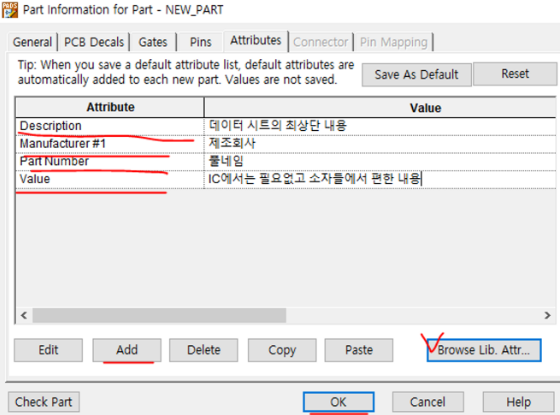 PADS
Part Information for Part - NEW_PART
General PCB Decals Gates Pins Attributes Connector Pin Mapping
Tip: When you save a default attribute list, default attributes are
automatically added to each new part. Values are not saved.
Save As Default Reset
Attribute Value
Description 데이터 시트의 최상단 내용
Manufacturer #1 제조회사
Part Number 풀네임
Value IC에서는 필요없고 소자들에서 편한 내용
Edit Add Delete Copy Paste Browse Lib. Attr...
Check Part OK Cancel Help